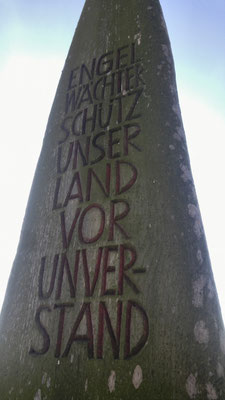 ENGEL
WÄCHTER
SCHÜTZ
UNSER
LAND
VOR
UNVER-
STAND